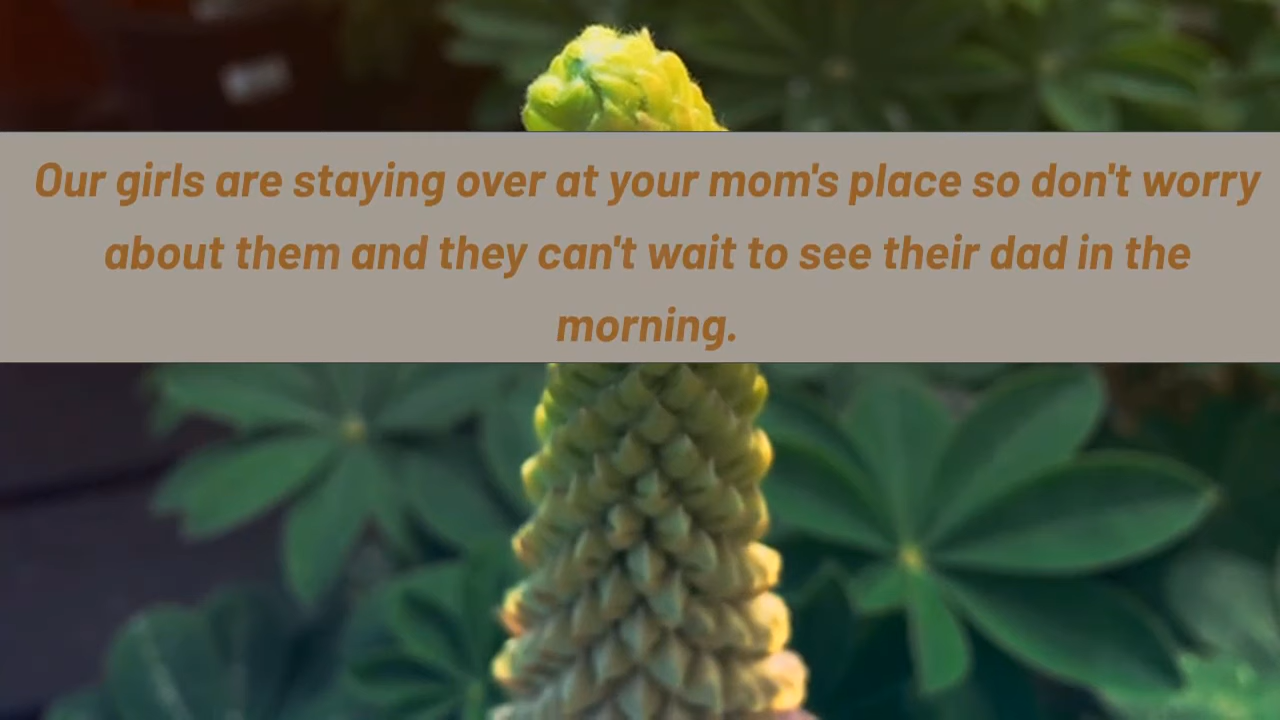 Our girls are staying over at your mom's place so don't worry
about them and they can't wait to see their dad in the
morning.